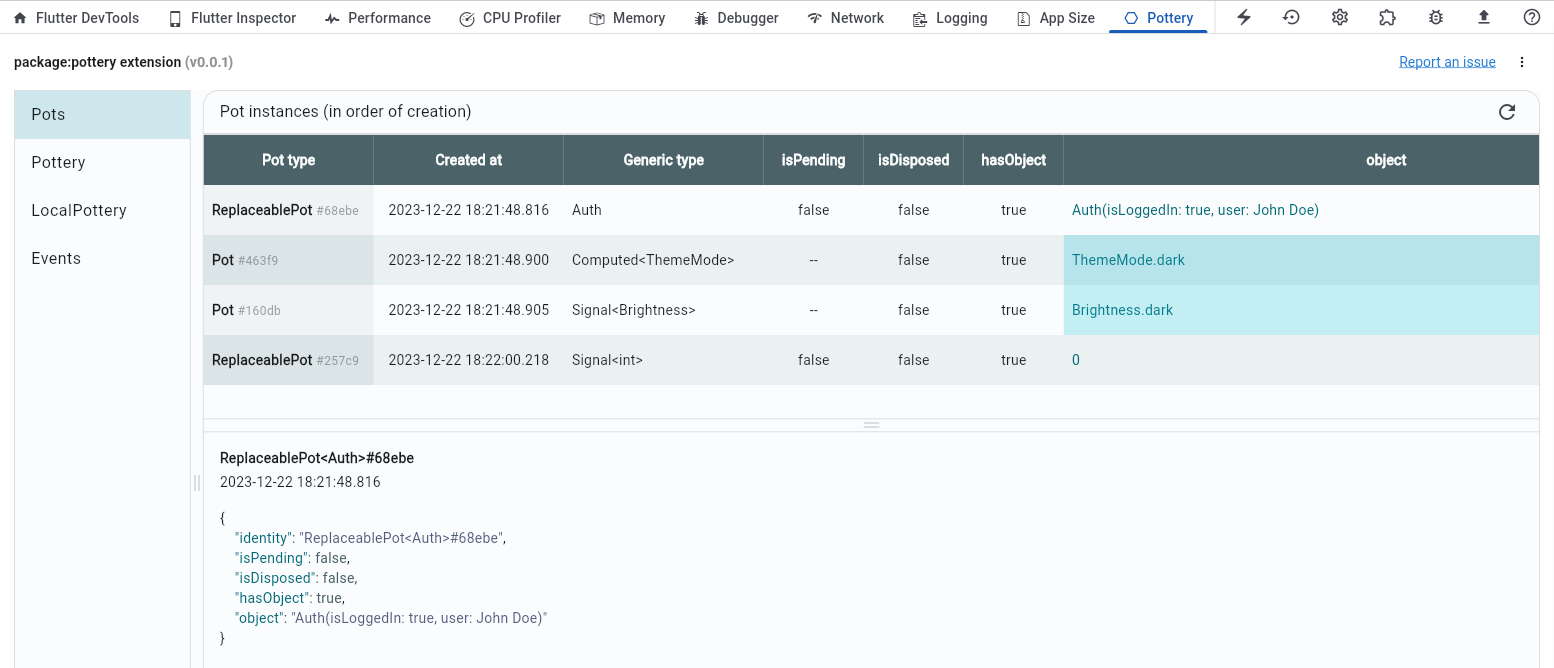 Flutter DevTools Flutter Inspector Performance CPU Profiler Memory Debugger Network Logging App Size Pottery
package:pottery extension (v0.0.1) Report an issue
Pots
Pottery
LocalPottery
Events
Pot instances (in order of creation)
Pot type Created at Generic type isPending isDisposed hasObject object
ReplaceablePot #68ebe 2023-12-22 18:21:48.816 Auth false false true Auth(isLoggedIn: true, user: John Doe)
Pot #463f9 2023-12-22 18:21:48.900 Computed<ThemeMode> -- false true ThemeMode.dark
Pot #160db 2023-12-22 18:21:48.905 Signal<Brightness> -- false true Brightness.dark
ReplaceablePot #257c9 2023-12-22 18:22:00.218 Signal<int> false false true 0
ReplaceablePot<Auth>#68ebe
2023-12-22 18:21:48.816
{
"identity": "ReplaceablePot<Auth>#68ebe",
"isPending": false,
"isDisposed": false,
"hasObject": true,
"object": "Auth(isLoggedIn: true, user: John Doe)"
}